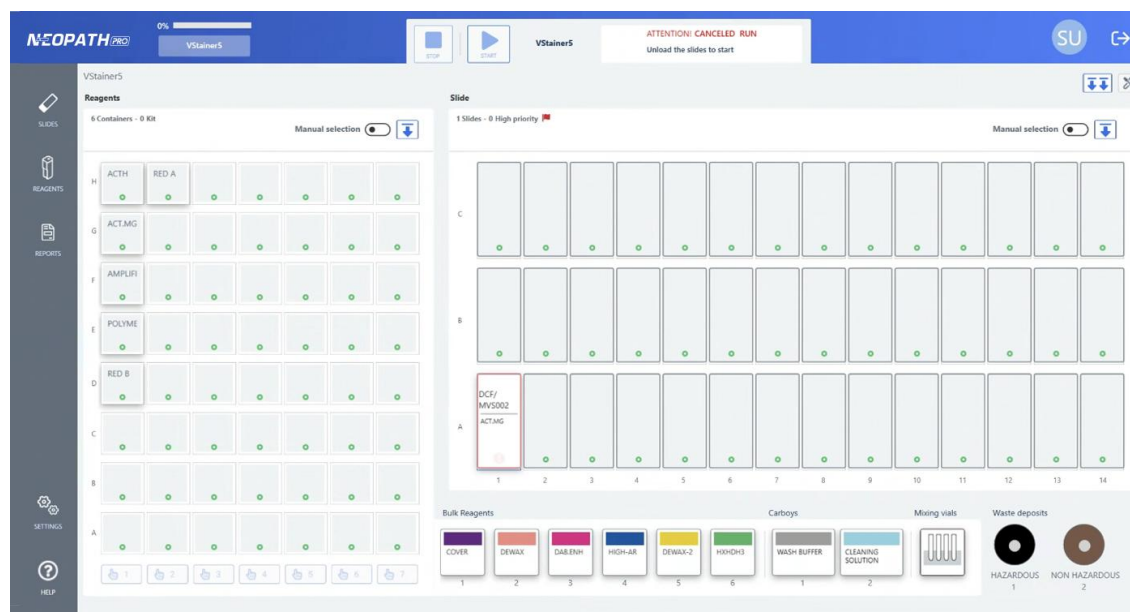 NEOPATH PRO
0%
VStainer5
STOP
START
VStainer5
ATTENTION! CANCELED RUN
Unload the slides to start
SU
SLIDES
REAGENTS
REPORTS
SETTINGS
HELP
VStainer5
Reagents
6 Containers - 0 Kit
Manual selection
H
ACTH
RED A
G
ACT.MG
F
AMPLIFI
E
POLYME
D
RED B
C
B
A
1
2
3
4
5
6
7
Slide
1 Slides - 0 High priority
Manual selection
C
B
A
DCF/
MVS002
ACT.MG
1
2
3
4
5
6
7
8
9
10
11
12
13
14
Bulk Reagents
COVER
DEWAX
DAB.ENH
HIGH-AR
DEWAX-2
HXHDH3
1
2
3
4
5
6
Carboys
WASH BUFFER
CLEANING
SOLUTION
1
2
Mixing vials
Waste deposits
HAZARDOUS
1
NON HAZARDOUS
2